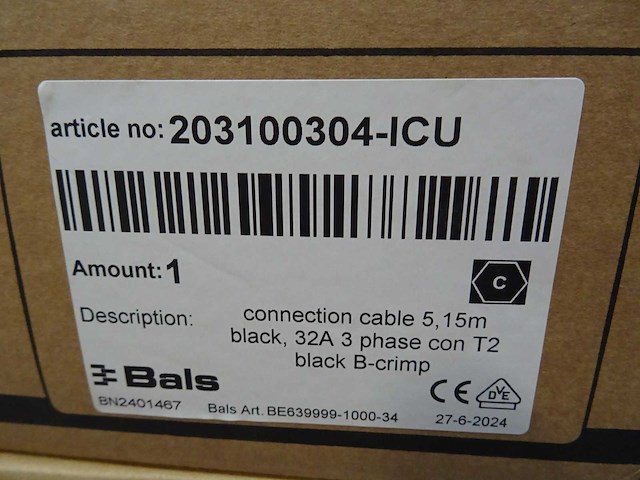 article no: 203100304-ICU
Amount: 1
C
Description: connection cable 5,15m
black, 32A 3 phase con T2
black B-crimp
Bals
CE DVE
BN2401467 Bals Art. BE639999-1000-34 27-6-2024